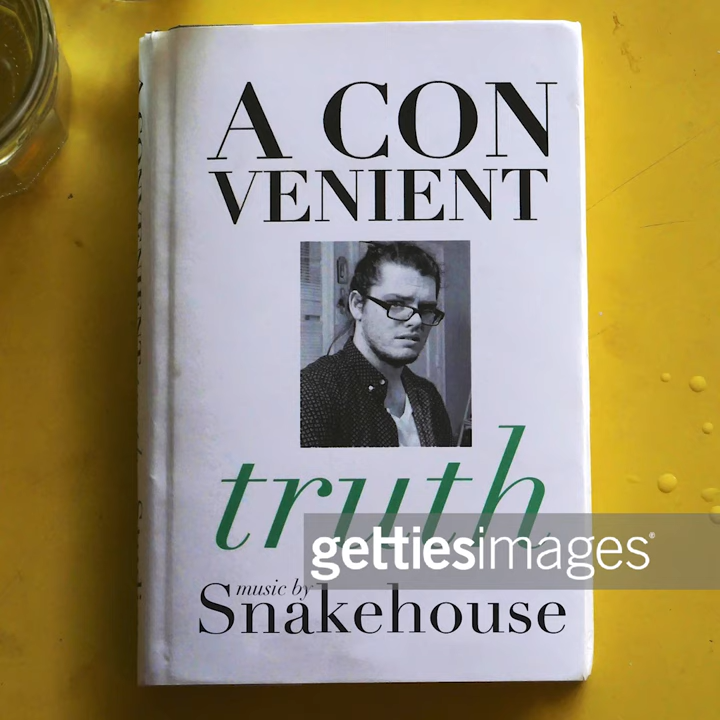 A CON
VENIENT
truth
gettiesimages®
music by
Snakehouse